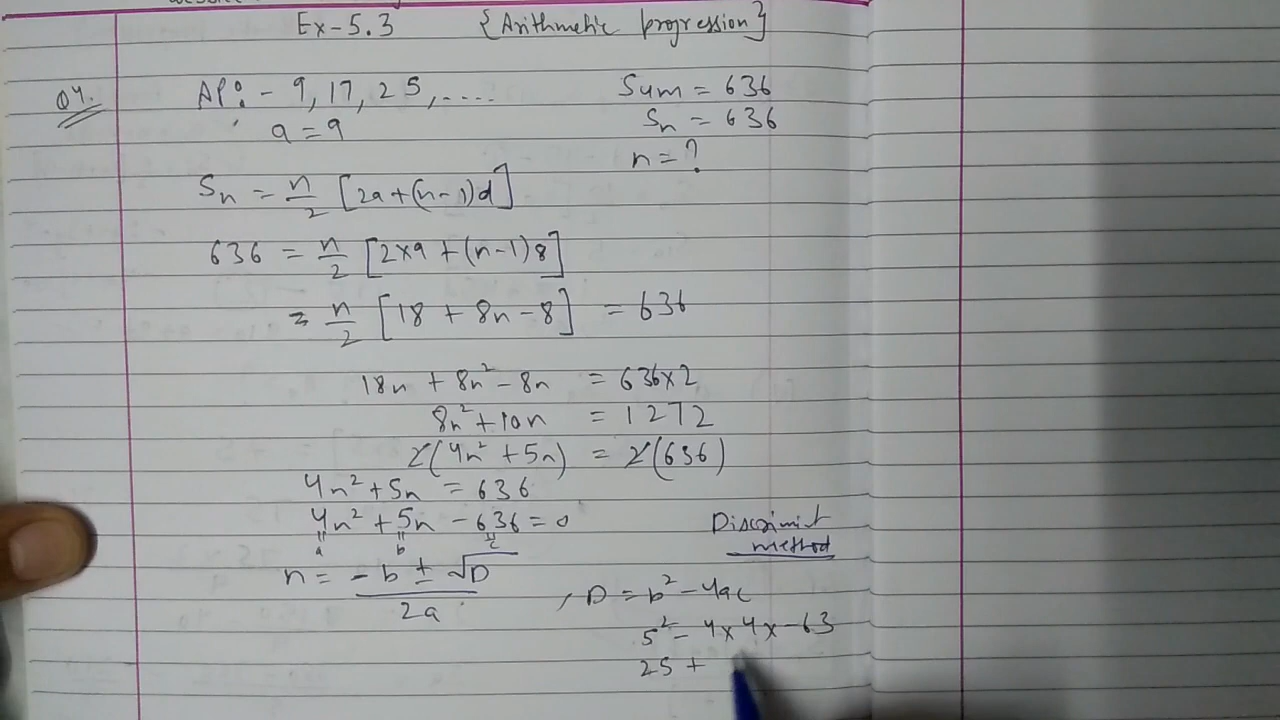 Ex-5.3 {Arithmetic progression}
Q4. AP:- 9, 17, 25, ....
Sum = 636
a = 9
Sn = 636
n = ?
Sn = n/2 [2a+(n-1)d]
636 = n/2 [2×9 + (n-1)8]
= n/2 [18 + 8n - 8] = 636
18n + 8n² - 8n = 636×2
8n² + 10n = 1272
2(4n² + 5n) = 2(636)
4n² + 5n = 636
4n² + 5n - 636 = 0
a b c
Discrimint
method
n = -b ± √D / 2a
, D = b² - 4ac
5² - 4×4×-63
25 +